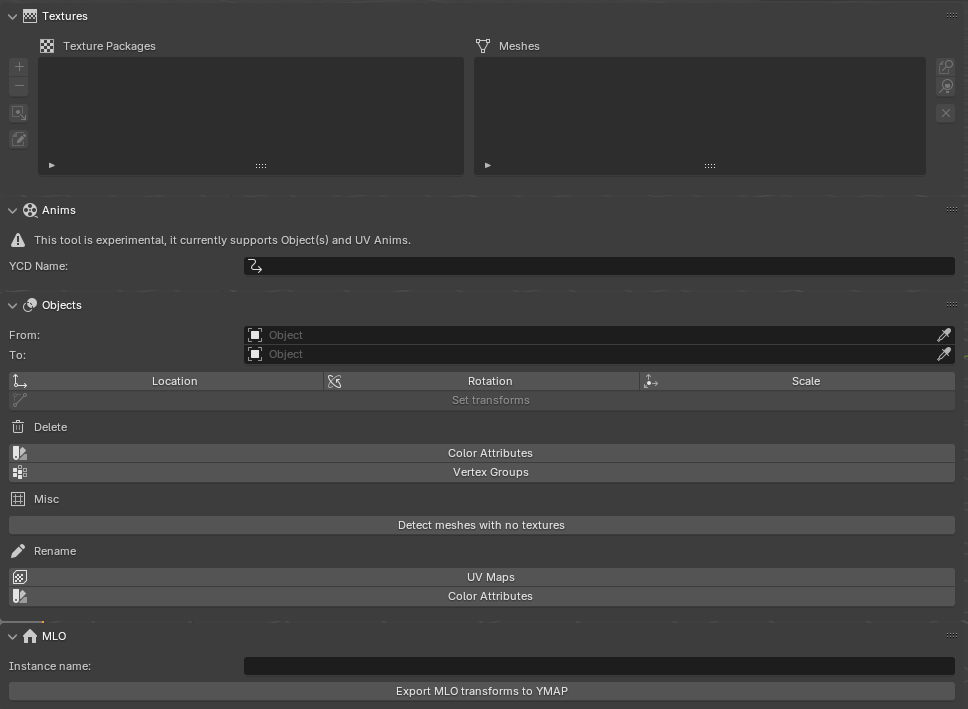 Textures
Texture Packages
Meshes
Anims
This tool is experimental, it currently supports Object(s) and UV Anims.
YCD Name:
Objects
From:
Object
To:
Object
Location
Rotation
Scale
Set transforms
Delete
Color Attributes
Vertex Groups
Misc
Detect meshes with no textures
Rename
UV Maps
Color Attributes
MLO
Instance name:
Export MLO transforms to YMAP